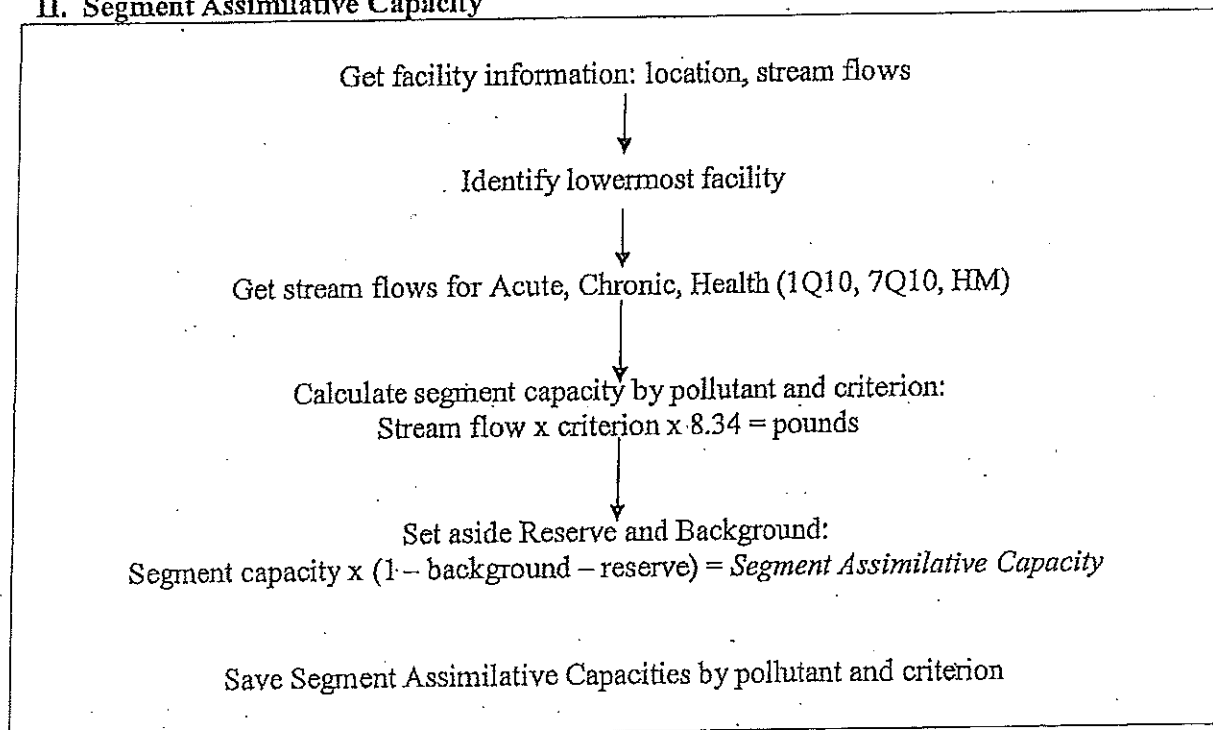 II. Segment Assimilative Capacity
Get facility information: location, stream flows
Identify lowermost facility
Get stream flows for Acute, Chronic, Health (1Q10, 7Q10, HM)
Calculate segment capacity by pollutant and criterion:
Stream flow x criterion x 8.34 = pounds
Set aside Reserve and Background:
Segment capacity x (1 – background – reserve) = Segment Assimilative Capacity
Save Segment Assimilative Capacities by pollutant and criterion